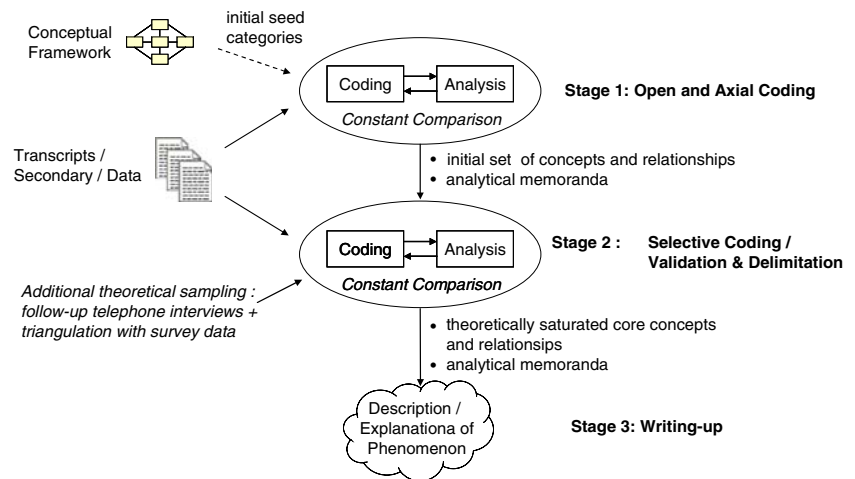 Conceptual
Framework
initial seed
categories
Coding
Analysis
Constant Comparison
Stage 1: Open and Axial Coding
Transcripts /
Secondary / Data
• initial set of concepts and relationships
• analytical memoranda
Coding
Analysis
Constant Comparison
Stage 2 : Selective Coding /
Validation & Delimitation
Additional theoretical sampling :
follow-up telephone interviews +
triangulation with survey data
• theoretically saturated core concepts
and relationsips
• analytical memoranda
Description /
Explanationa of
Phenomenon
Stage 3: Writing-up